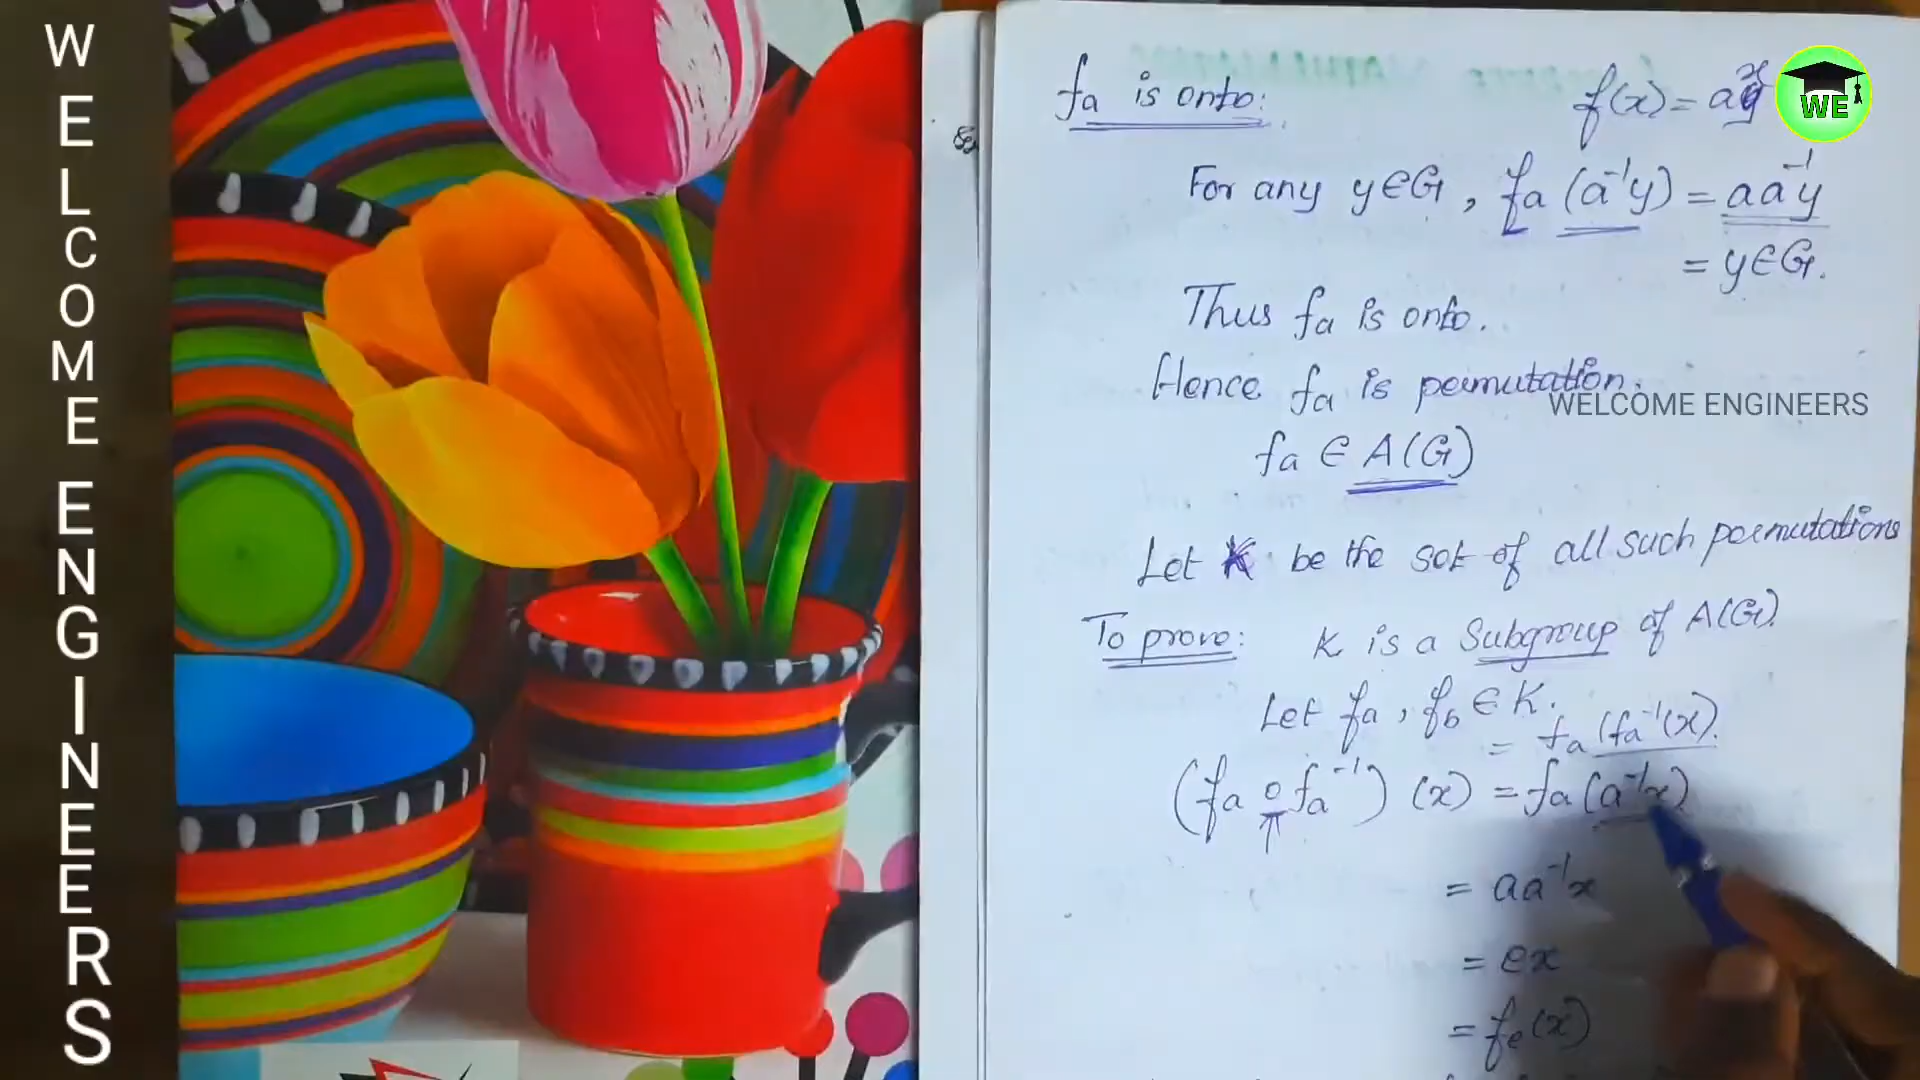 WELCOME ENGINEERS
fa is onto:
f(x) = ax
WE
For any y∈G, fa (a⁻¹y) = aa⁻¹y
= y∈G.
Thus fa is onto.
Hence fa is permutation.
WELCOME ENGINEERS
fa ∈ A(G)
Let K be the set of all such permutations
To prove: K is a Subgroup of A(G).
Let fa, fb ∈ K.
= fa (fa⁻¹(x)).
(fa o fa⁻¹) (x) = fa (a⁻¹x)
= aa⁻¹x
= ex
= fe(x)